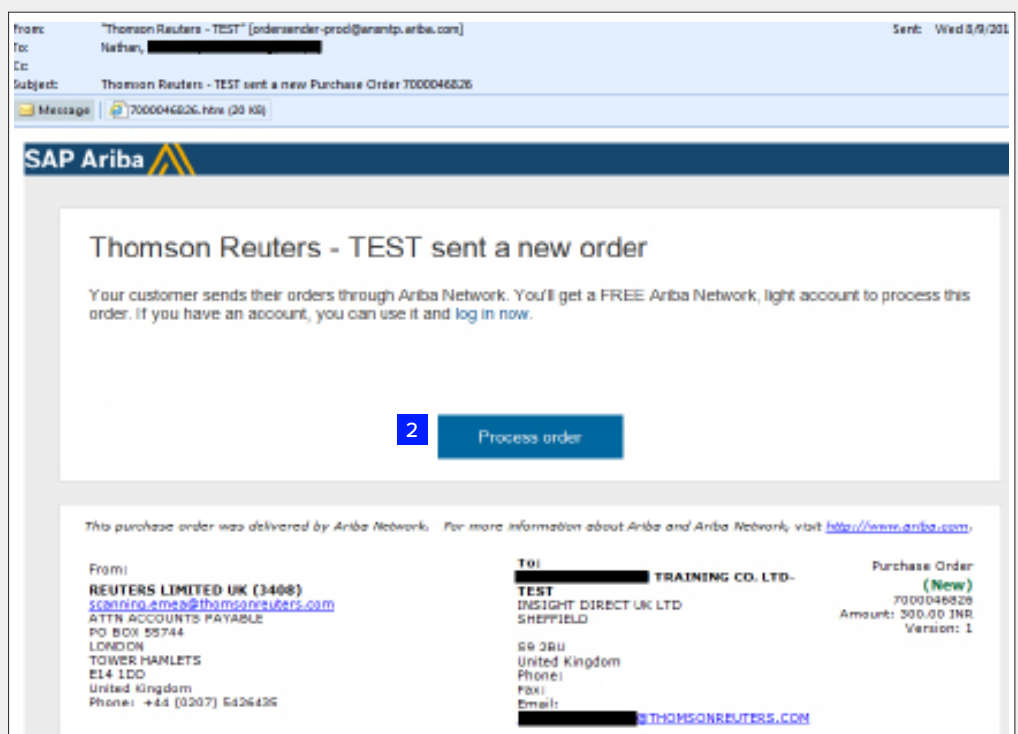 From: "Thomson Reuters - TEST" [ordersender-prod@ansmtp.ariba.com] Sent: Wed 8/9/201
To: Nathan,
Cc:
Subject: Thomson Reuters - TEST sent a new Purchase Order 7000046826
Message 7000046826.htm (20 KB)
SAP Ariba
Thomson Reuters - TEST sent a new order
Your customer sends their orders through Ariba Network. You'll get a FREE Ariba Network, light account to process this
order. If you have an account, you can use it and log in now.
2 Process order
This purchase order was delivered by Ariba Network. For more information about Ariba and Ariba Network, visit http://www.ariba.com.
From:
REUTERS LIMITED UK (3408)
scanning.emea@thomsonreuters.com
ATTN ACCOUNTS PAYABLE
PO BOX 55744
LONDON
TOWER HAMLETS
E14 1DD
United Kingdom
Phone: +44 (0207) 5426435
To:
TRAINING CO. LTD-
TEST
INSIGHT DIRECT UK LTD
SHEFFIELD
S9 2BU
United Kingdom
Phone:
Fax:
Email:
@THOMSONREUTERS.COM
Purchase Order
(New)
7000046826
Amount: 300.00 INR
Version: 1